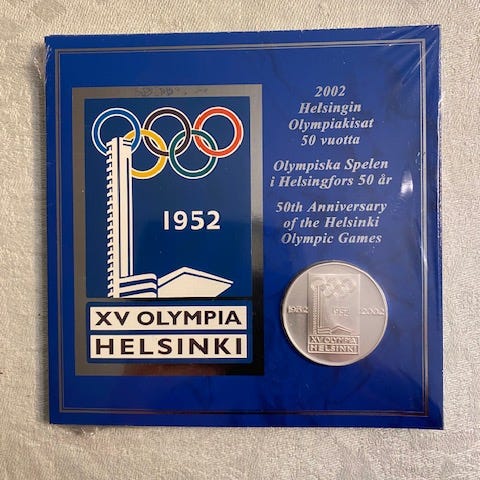 1952
XV OLYMPIA
HELSINKI
2002
Helsingin
Olympiakisat
50 vuotta
Olympiska Spelen
i Helsingfors 50 år
50th Anniversary
of the Helsinki
Olympic Games
1952
1952
2002
XV OLYMPIA
HELSINKI